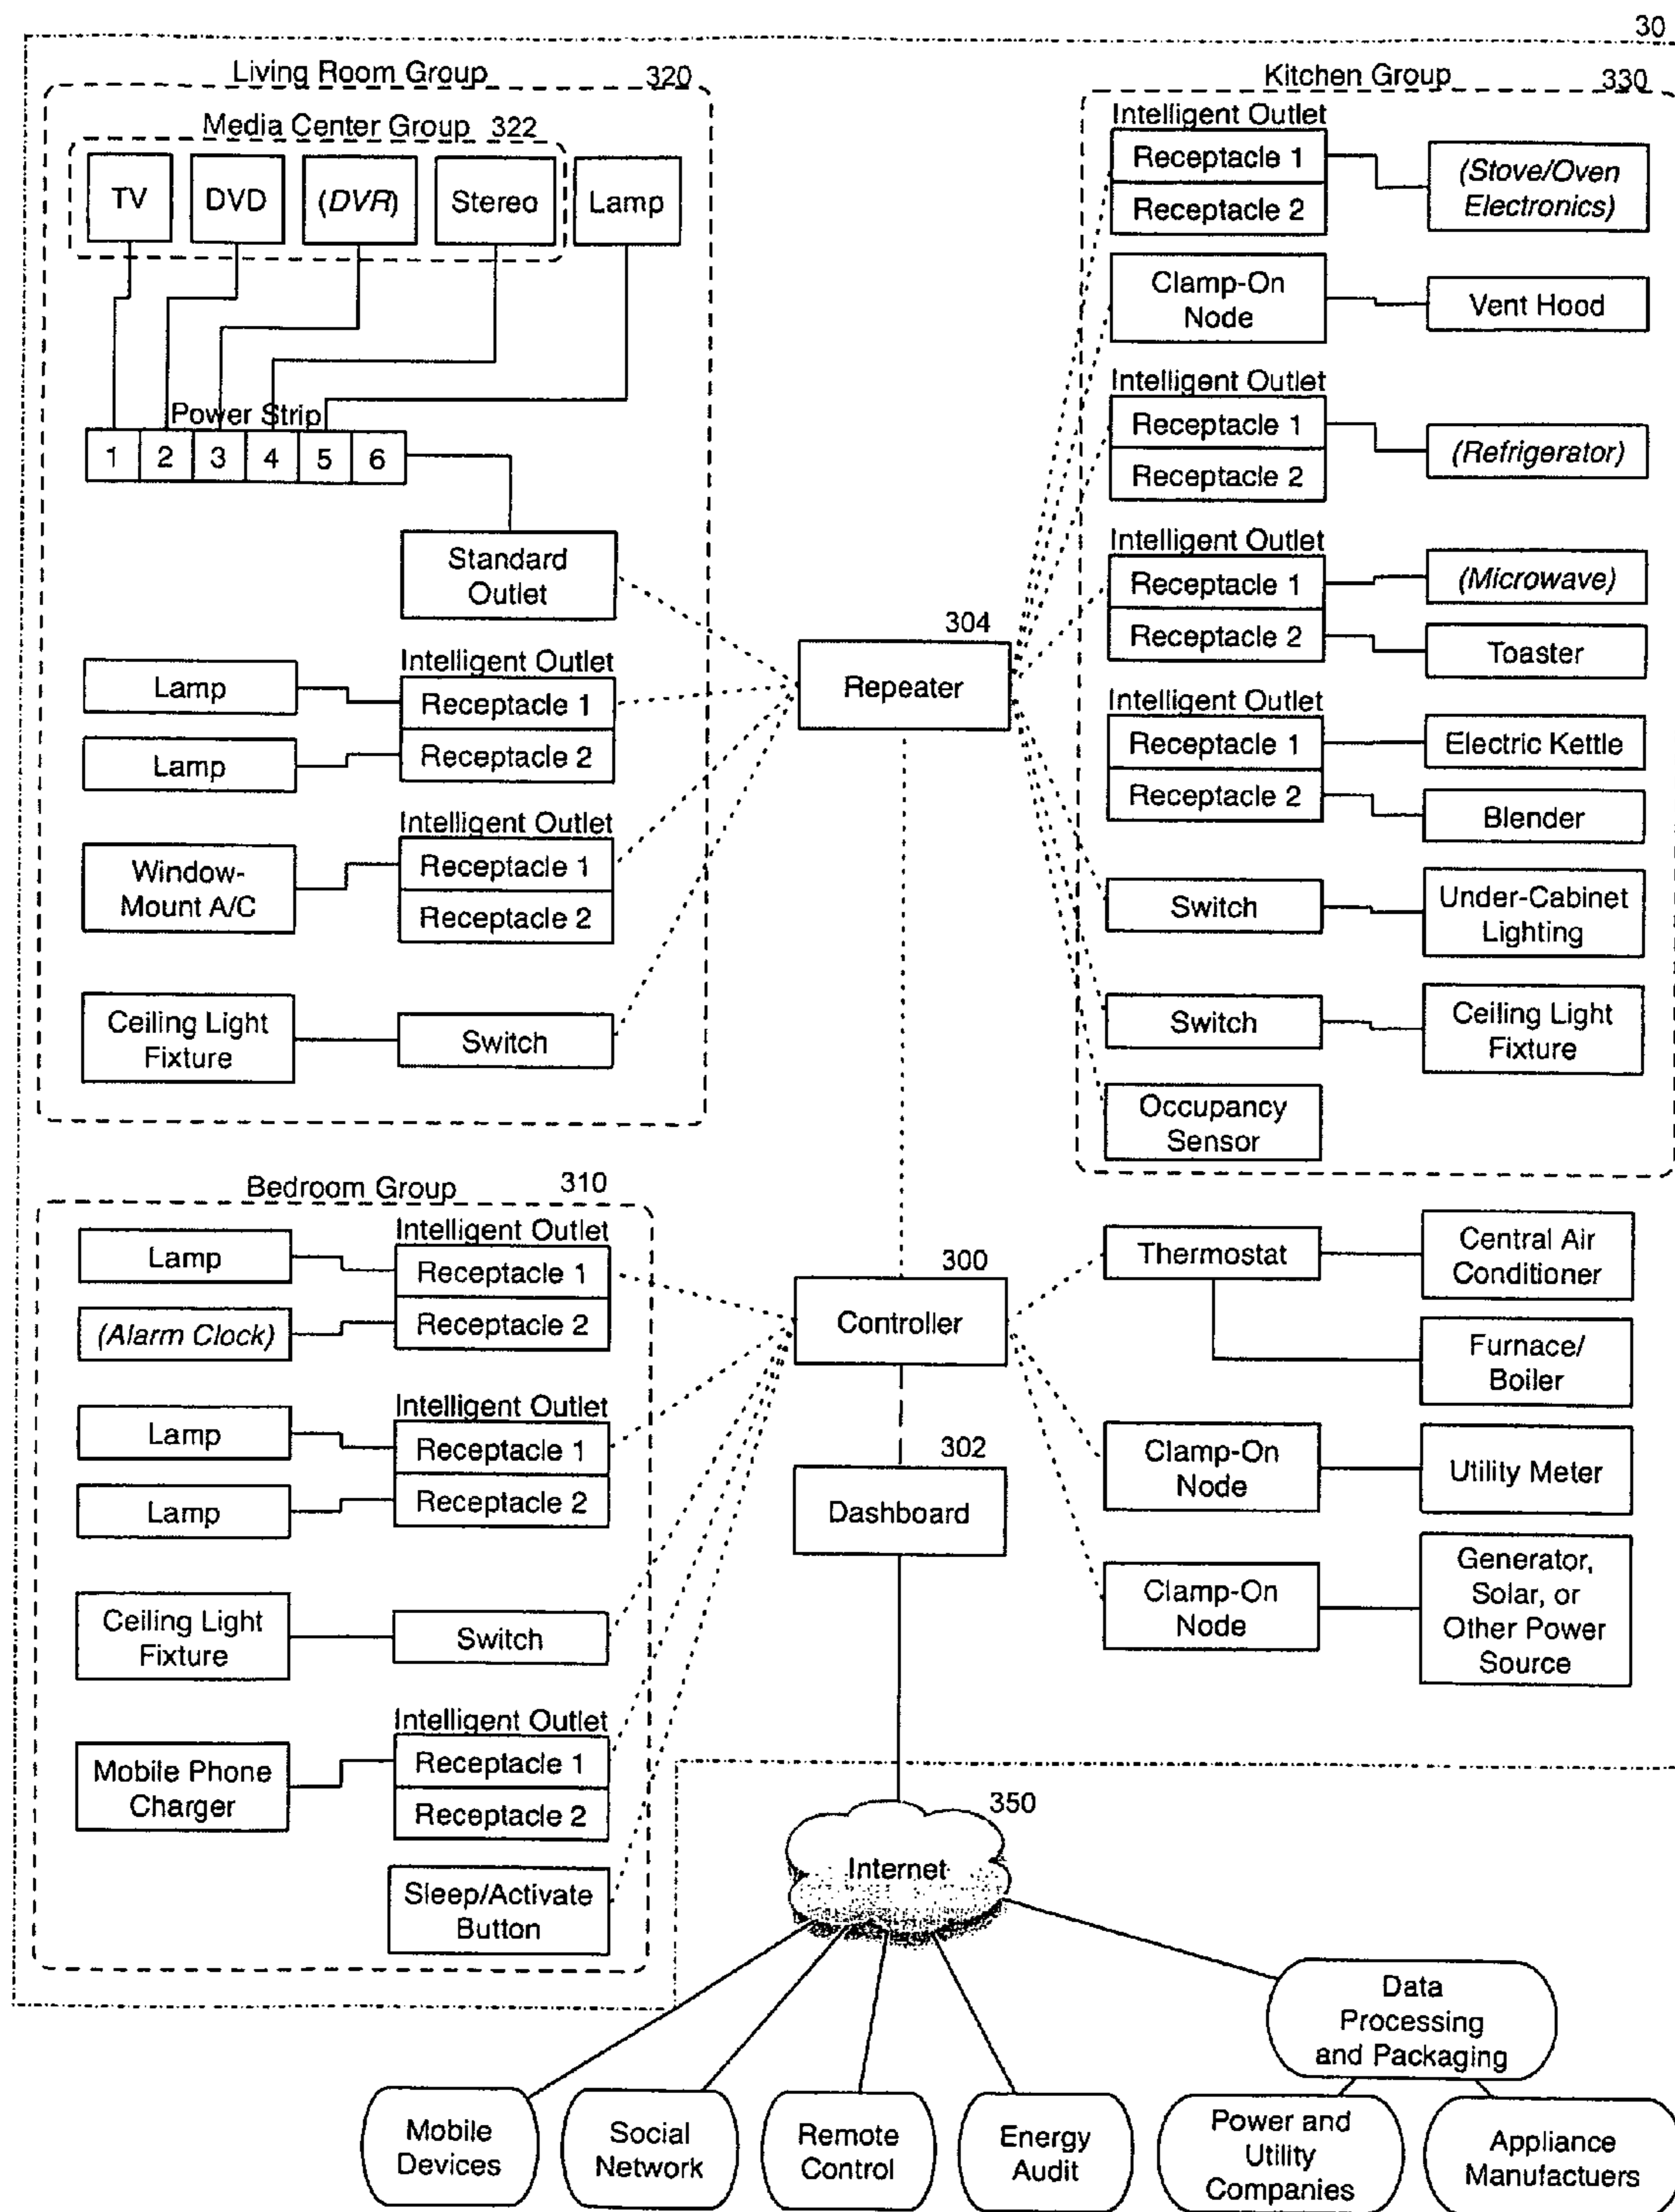 30
Living Room Group 320
Media Center Group 322
TV
DVD
(DVR)
Stereo
Lamp
Power Strip
1 2 3 4 5 6
Standard
Outlet
Lamp
Lamp
Intelligent Outlet
Receptacle 1
Receptacle 2
Window-
Mount A/C
Intelligent Outlet
Receptacle 1
Receptacle 2
Ceiling Light
Fixture
Switch
Kitchen Group 330
Intelligent Outlet
Receptacle 1
Receptacle 2
(Stove/Oven
Electronics)
Clamp-On
Node
Vent Hood
Intelligent Outlet
Receptacle 1
Receptacle 2
(Refrigerator)
Intelligent Outlet
Receptacle 1
Receptacle 2
(Microwave)
Toaster
Intelligent Outlet
Receptacle 1
Receptacle 2
Electric Kettle
Blender
Switch
Under-Cabinet
Lighting
Switch
Ceiling Light
Fixture
Occupancy
Sensor
304
Repeater
Bedroom Group 310
Lamp
(Alarm Clock)
Intelligent Outlet
Receptacle 1
Receptacle 2
Lamp
Lamp
Intelligent Outlet
Receptacle 1
Receptacle 2
Ceiling Light
Fixture
Switch
Mobile Phone
Charger
Intelligent Outlet
Receptacle 1
Receptacle 2
Sleep/Activate
Button
300
Controller
302
Dashboard
Thermostat
Central Air
Conditioner
Furnace/
Boiler
Clamp-On
Node
Utility Meter
Clamp-On
Node
Generator,
Solar, or
Other Power
Source
350
Internet
Data
Processing
and Packaging
Mobile
Devices
Social
Network
Remote
Control
Energy
Audit
Power and
Utility
Companies
Appliance
Manufactuers